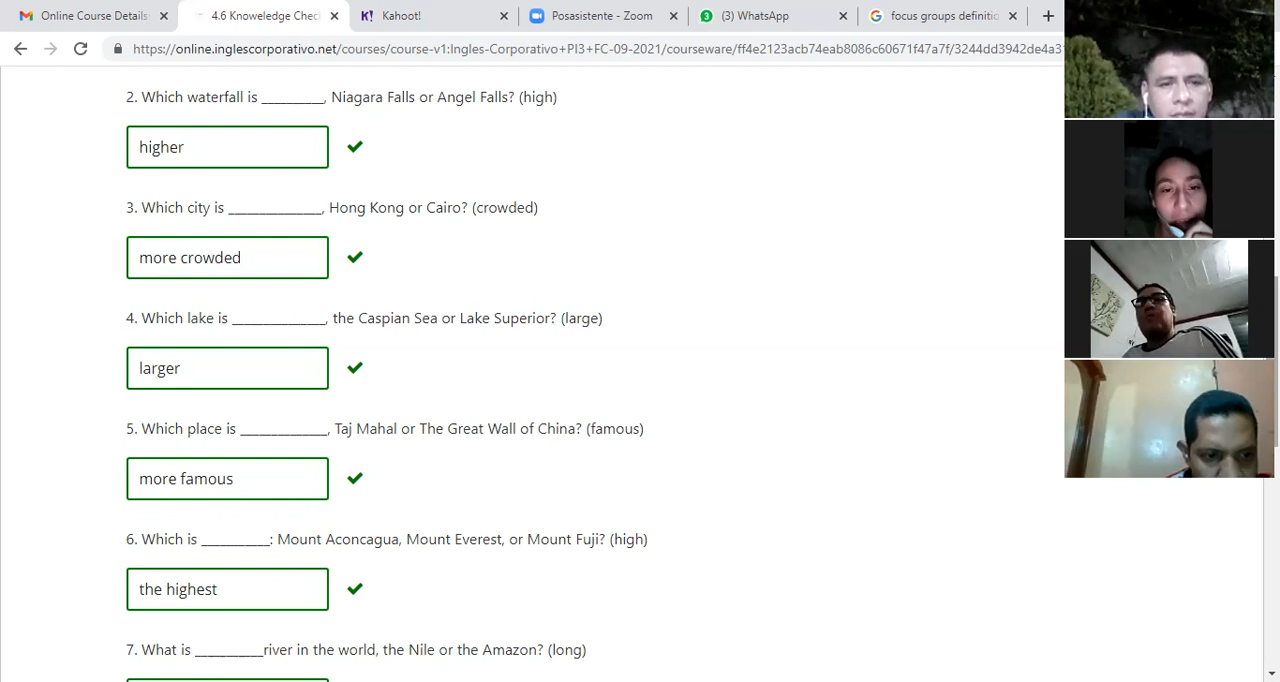 Online Course Details
4.6 Knoweledge Chec
Kahoot!
Posasistente - Zoom
(3) WhatsApp
focus groups definitio
https://online.inglescorporativo.net/courses/course-v1:Ingles-Corporativo+PI3+FC-09-2021/courseware/ff4e2123acb74eab8086c60671f47a7f/3244dd3942de4a31
2. Which waterfall is _________, Niagara Falls or Angel Falls? (high)
higher
3. Which city is _____________, Hong Kong or Cairo? (crowded)
more crowded
4. Which lake is _____________, the Caspian Sea or Lake Superior? (large)
larger
5. Which place is ____________, Taj Mahal or The Great Wall of China? (famous)
more famous
6. Which is __________: Mount Aconcagua, Mount Everest, or Mount Fuji? (high)
the highest
7. What is __________river in the world, the Nile or the Amazon? (long)